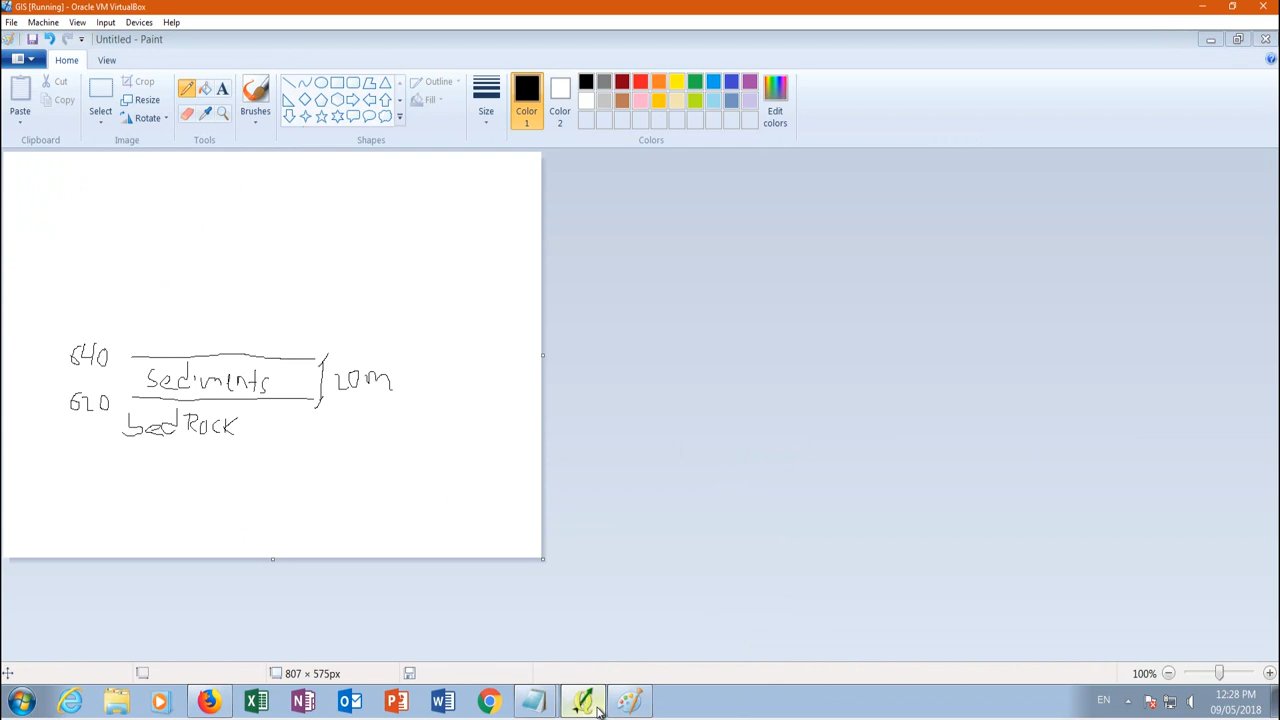 GIS [Running] - Oracle VM VirtualBox
File Machine View Input Devices Help
Untitled - Paint
Home View
Paste
Cut
Copy
Clipboard
Select
Crop
Resize
Rotate
Image
Tools
Brushes
Outline
Fill
Shapes
Size
Color 1
Color 2
Edit colors
Colors
640
Sediments
20m
620
bedRock
807 × 575px
100%
EN
12:28 PM
09/05/2018